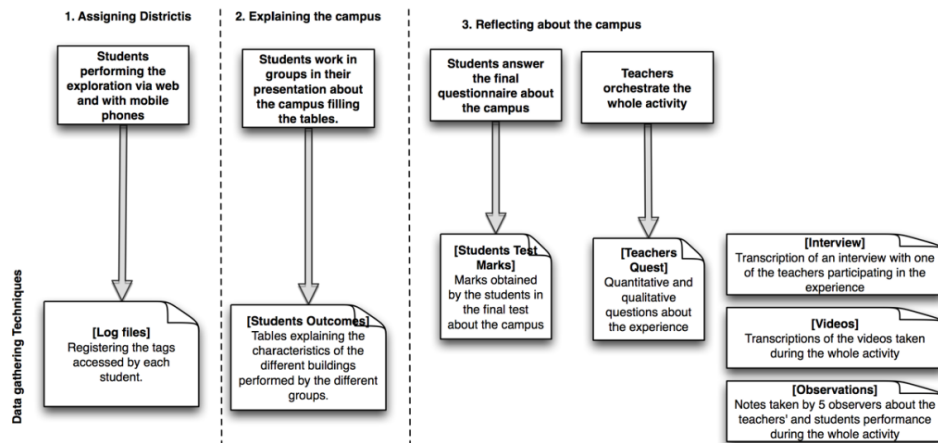 1. Assigning Districtis
2. Explaining the campus
3. Reflecting about the campus
Students
performing the
exploration via web
and with mobile
phones
Students work in
groups in their
presentation about
the campus filling
the tables.
Students answer
the final
questionnaire about
the campus
Teachers
orchestrate the
whole activity
Data gathering Techniques
[Log files]
Registering the tags
accessed by each
student.
[Students Outcomes]
Tables explaining the
characteristics of the
different buildings
performed by the different
groups.
[Students Test
Marks]
Marks obtained
by the students in
the final test
about the campus
[Teachers
Quest]
Quantitative and
qualitative
questions about
the experience
[Interview]
Transcription of an interview with one
of the teachers participating in the
experience
[Videos]
Transcriptions of the videos taken
during the whole activity
[Observations]
Notes taken by 5 observers about the
teachers' and students performance
during the whole activity